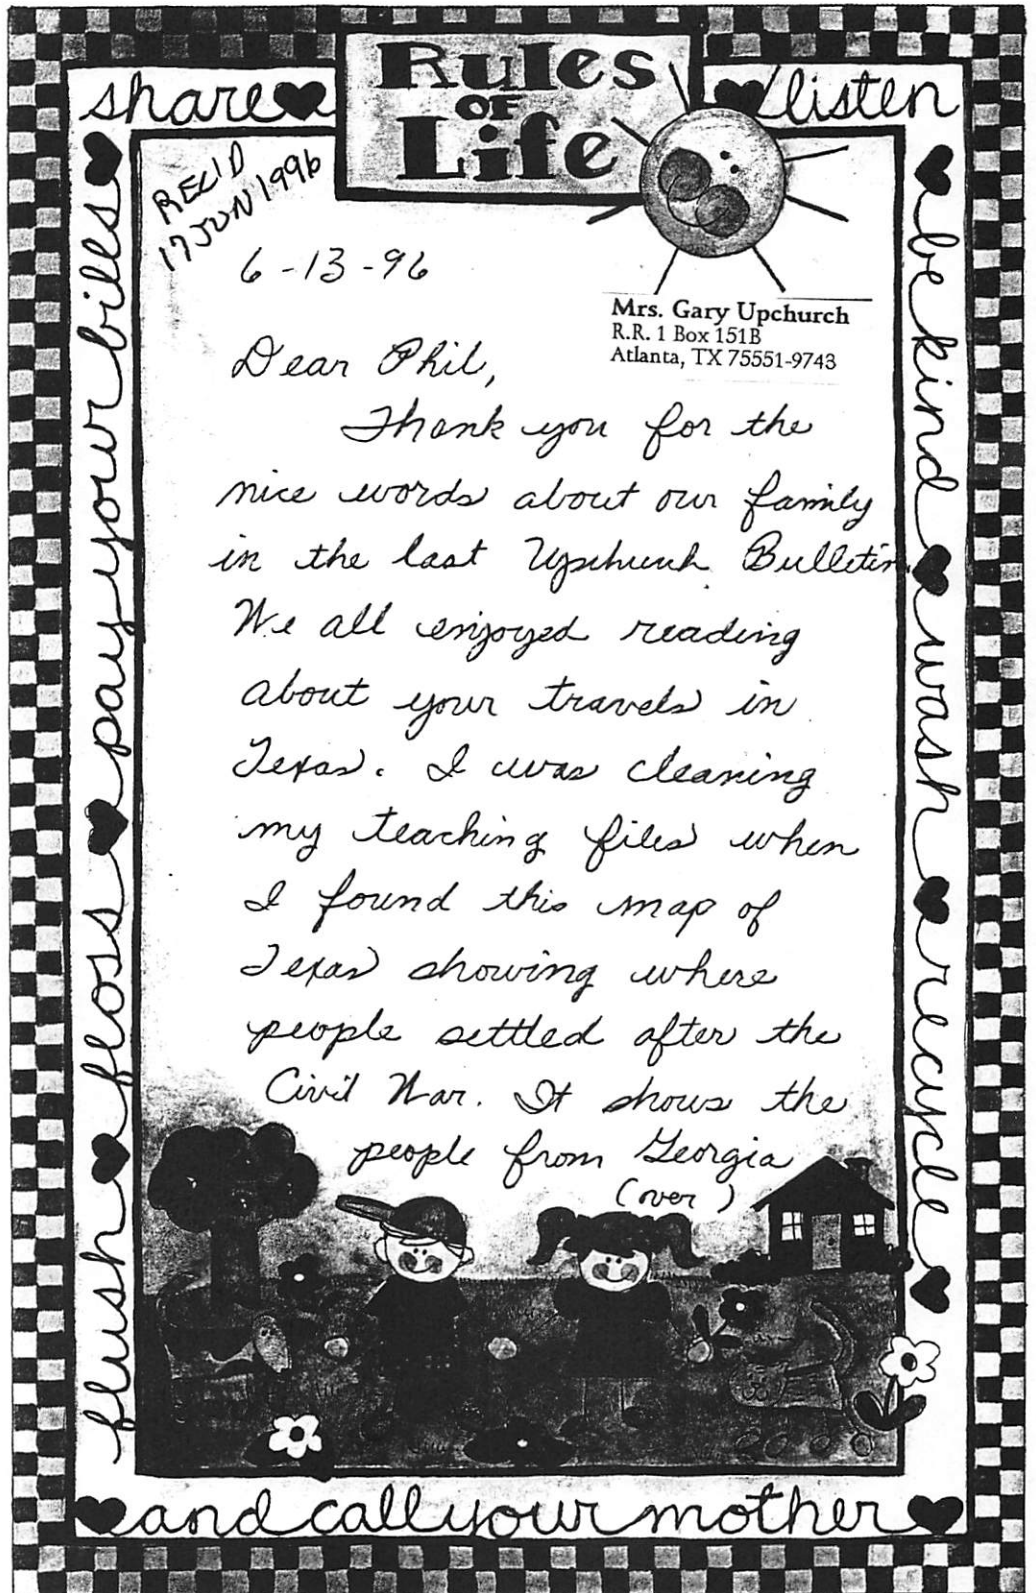 Rules
OF
Life
share
listen
be kind
wash
recycle
flush
floss
pay your bills
and call your mother
REC'D
17 JUN 1996
6-13-96
Mrs. Gary Upchurch
R.R. 1 Box 151B
Atlanta, TX 75551-9743
Dear Phil,
Thank you for the
nice words about our family
in the last Upchurch Bulletin.
We all enjoyed reading
about your travels in
Texas. I was cleaning
my teaching files when
I found this map of
Texas showing where
people settled after the
Civil War. It shows the
people from Georgia
(over)